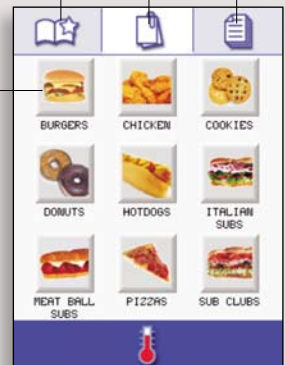 BURGERS CHICKEN COOKIES
DONUTS HOTDOGS ITALIAN
SUBS
MEAT BALL PIZZAS SUB CLUBS
SUBS